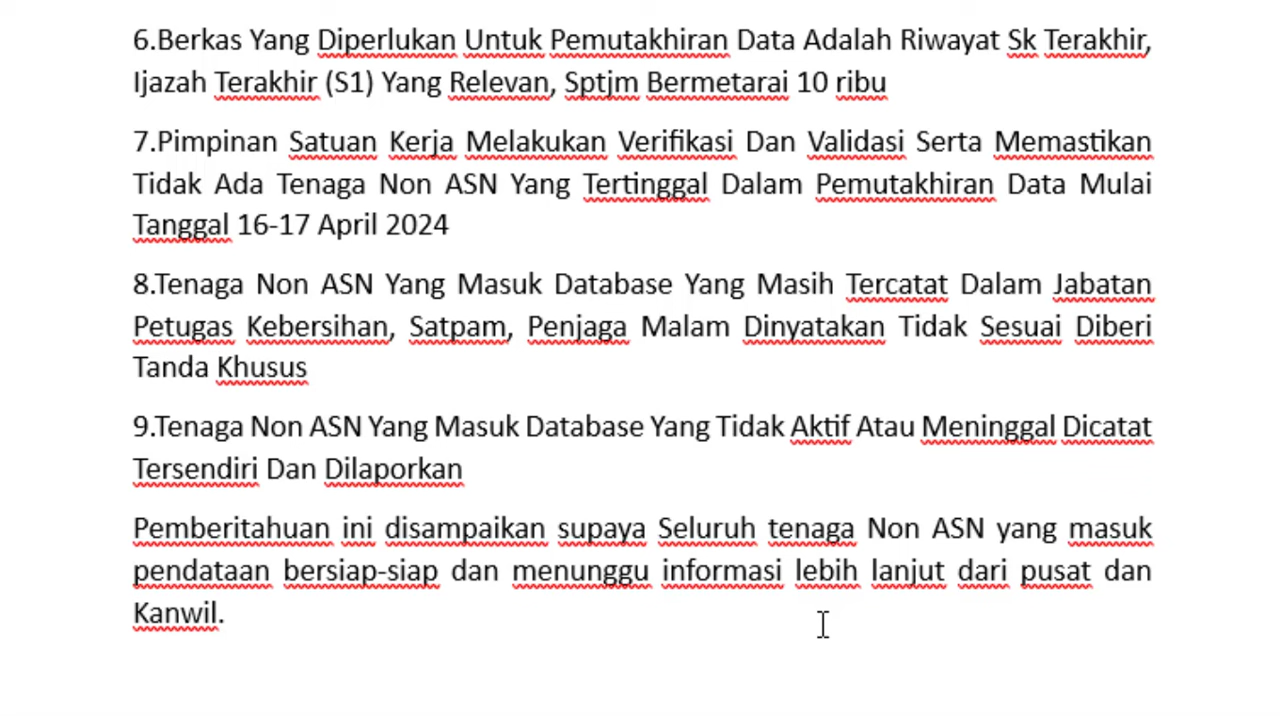 6.Berkas Yang Diperlukan Untuk Pemutakhiran Data Adalah Riwayat Sk Terakhir,
Ijazah Terakhir (S1) Yang Relevan, Sptjm Bermetarai 10 ribu
7.Pimpinan Satuan Kerja Melakukan Verifikasi Dan Validasi Serta Memastikan
Tidak Ada Tenaga Non ASN Yang Tertinggal Dalam Pemutakhiran Data Mulai
Tanggal 16-17 April 2024
8.Tenaga Non ASN Yang Masuk Database Yang Masih Tercatat Dalam Jabatan
Petugas Kebersihan, Satpam, Penjaga Malam Dinyatakan Tidak Sesuai Diberi
Tanda Khusus
9.Tenaga Non ASN Yang Masuk Database Yang Tidak Aktif Atau Meninggal Dicatat
Tersendiri Dan Dilaporkan
Pemberitahuan ini disampaikan supaya Seluruh tenaga Non ASN yang masuk
pendataan bersiap-siap dan menunggu informasi lebih lanjut dari pusat dan
Kanwil.